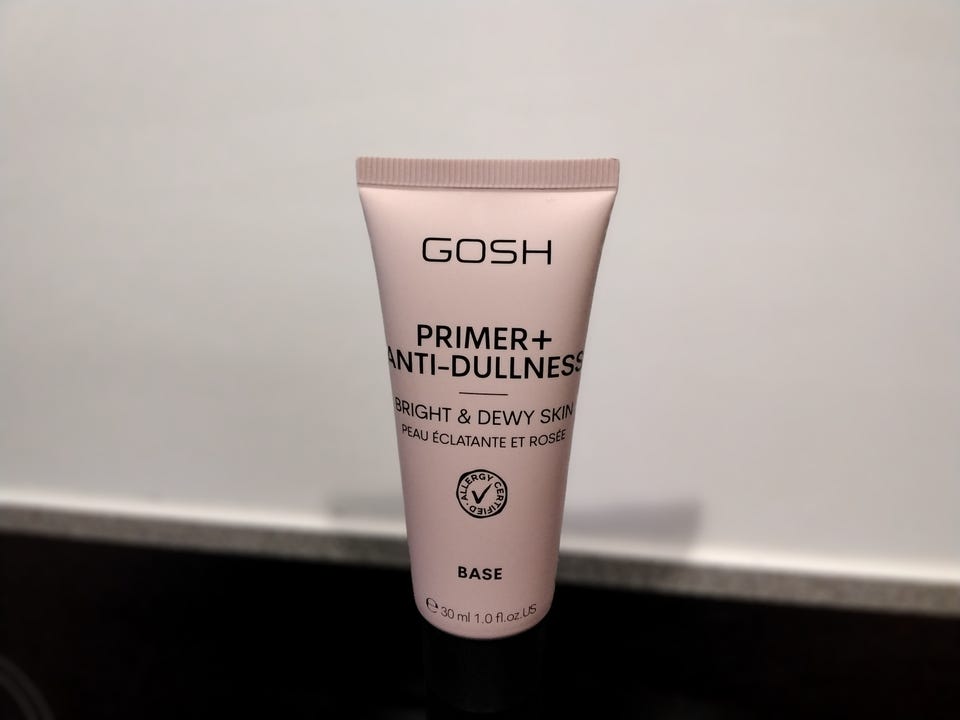 GOSH
PRIMER+
ANTI-DULLNESS
BRIGHT & DEWY SKIN
PEAU ÉCLATANTE ET ROSÉE
ALLERGY CERTIFIED
BASE
℮ 30 ml 1.0 fl.oz.US